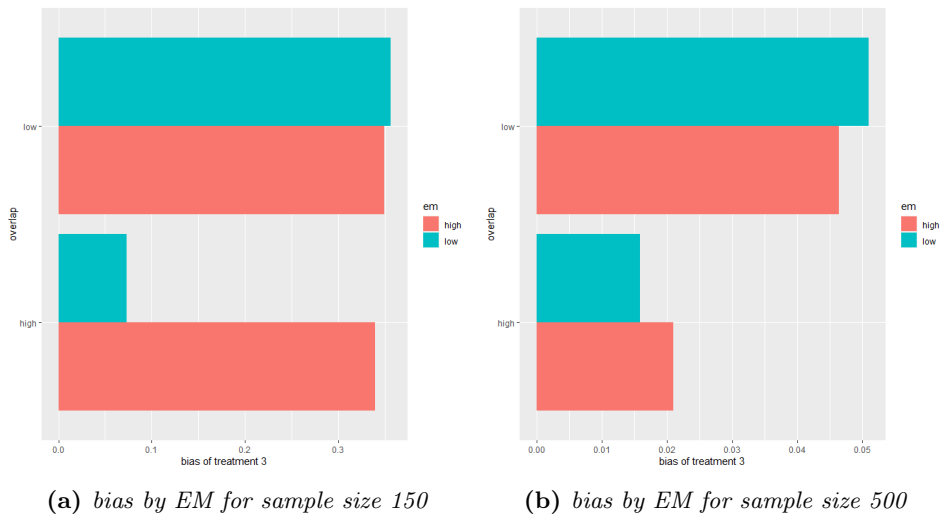 overlap
low
high
0.0 0.1 0.2 0.3
bias of treatment 3
em
high
low
(a) bias by EM for sample size 150
overlap
low
high
0.00 0.01 0.02 0.03 0.04 0.05
bias of treatment 3
em
high
low
(b) bias by EM for sample size 500